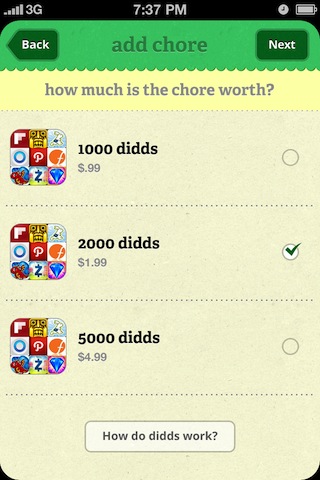 3G 7:37 PM
Back add chore Next
how much is the chore worth?
1000 didds
$.99
2000 didds
$1.99
5000 didds
$4.99
How do didds work?